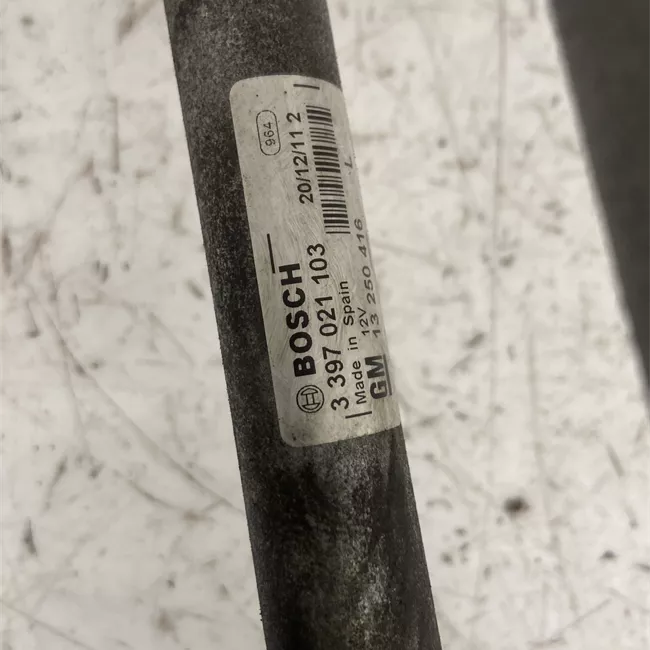 BOSCH
3 397 021 103
Made in Spain
12V
GM 13 250 416
964
20/12/11 2
L